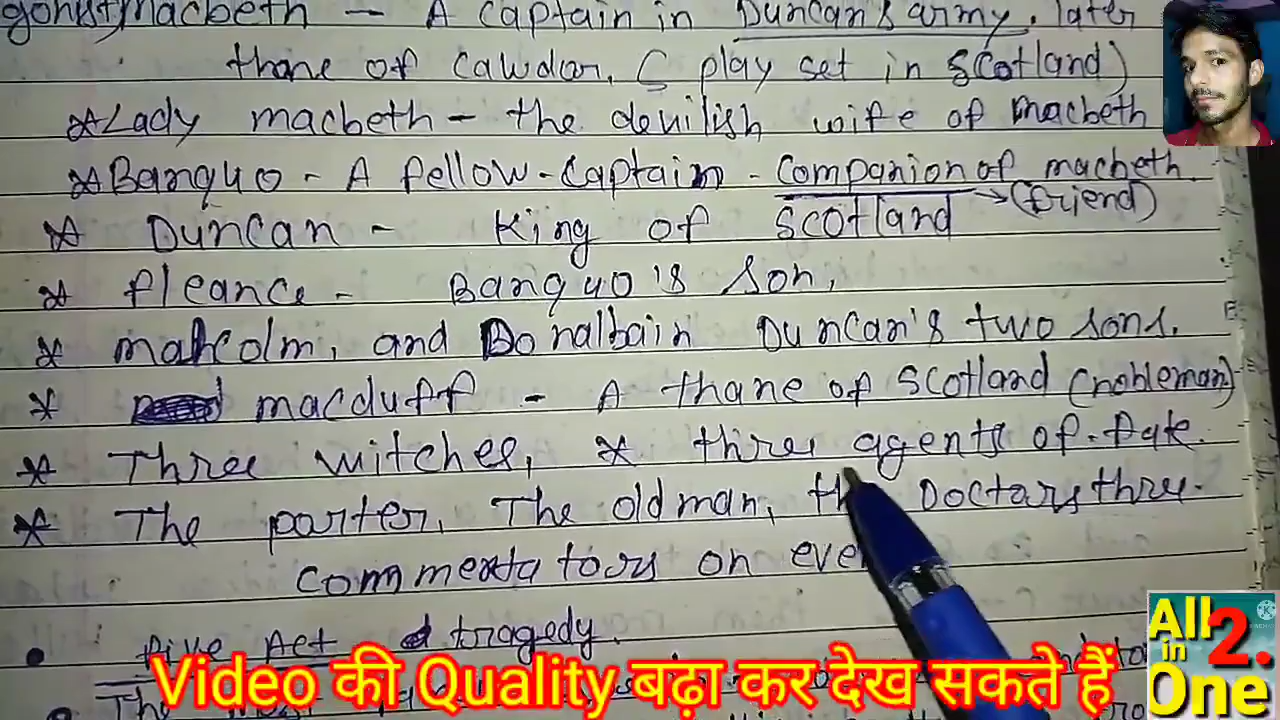 gonist Macbeth – A Captain in Duncan's army, later
thane of Cawdar, ( play set in Scotland)
* Lady macbeth – the devilish wife of Macbeth
* Banquo - A fellow-Captain - Companion of macbeth.
→ (friend)
* Duncan - King of Scotland
* fleance - Banquo's son,
* malcolm, and Donalbain Duncan's two sons.
* macduff - A thane of Scotland (nobleman)
* Three witches, * three agents of fate.
* The porter, The old man, Doctors three
Commentators on
• five Act tragedy.
The
Video की Quality बढ़ा कर देख सकते हैं
All 2.
in
One